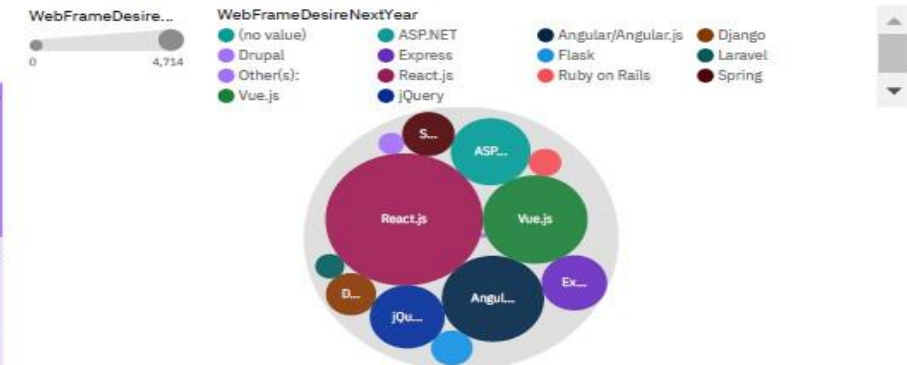 WebFrameDesire...
0 4,714
WebFrameDesireNextYear
(no value) ASP.NET Angular/Angular.js Django
Drupal Express Flask Laravel
Other(s): React.js Ruby on Rails Spring
Vue.js jQuery
S...
ASP...
React.js
Vue.js
Ex...
D...
Angul...
jQu...